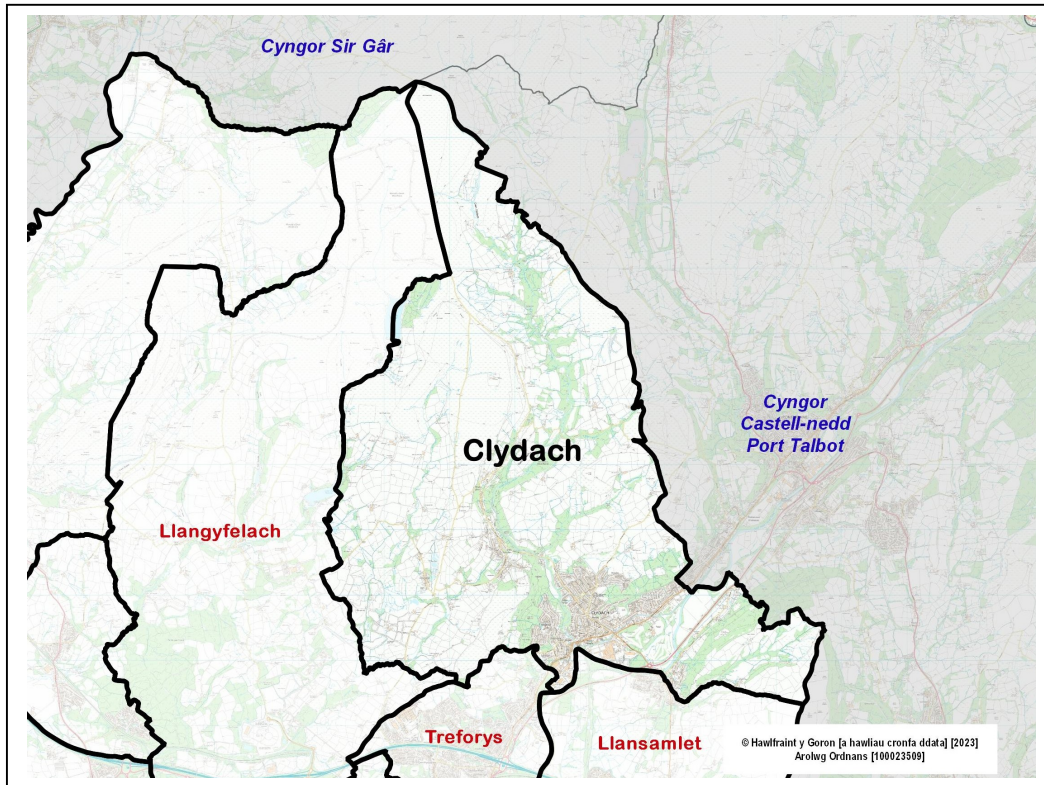 Cyngor Sir Gâr
Cyngor
Castell-nedd
Port Talbot
Clydach
Llangyfelach
CLYDACH
Treforys
Llansamlet
© Hawlfraint y Goron [a hawliau cronfa ddata] [2023]
Arolwg Ordnans [100023509]